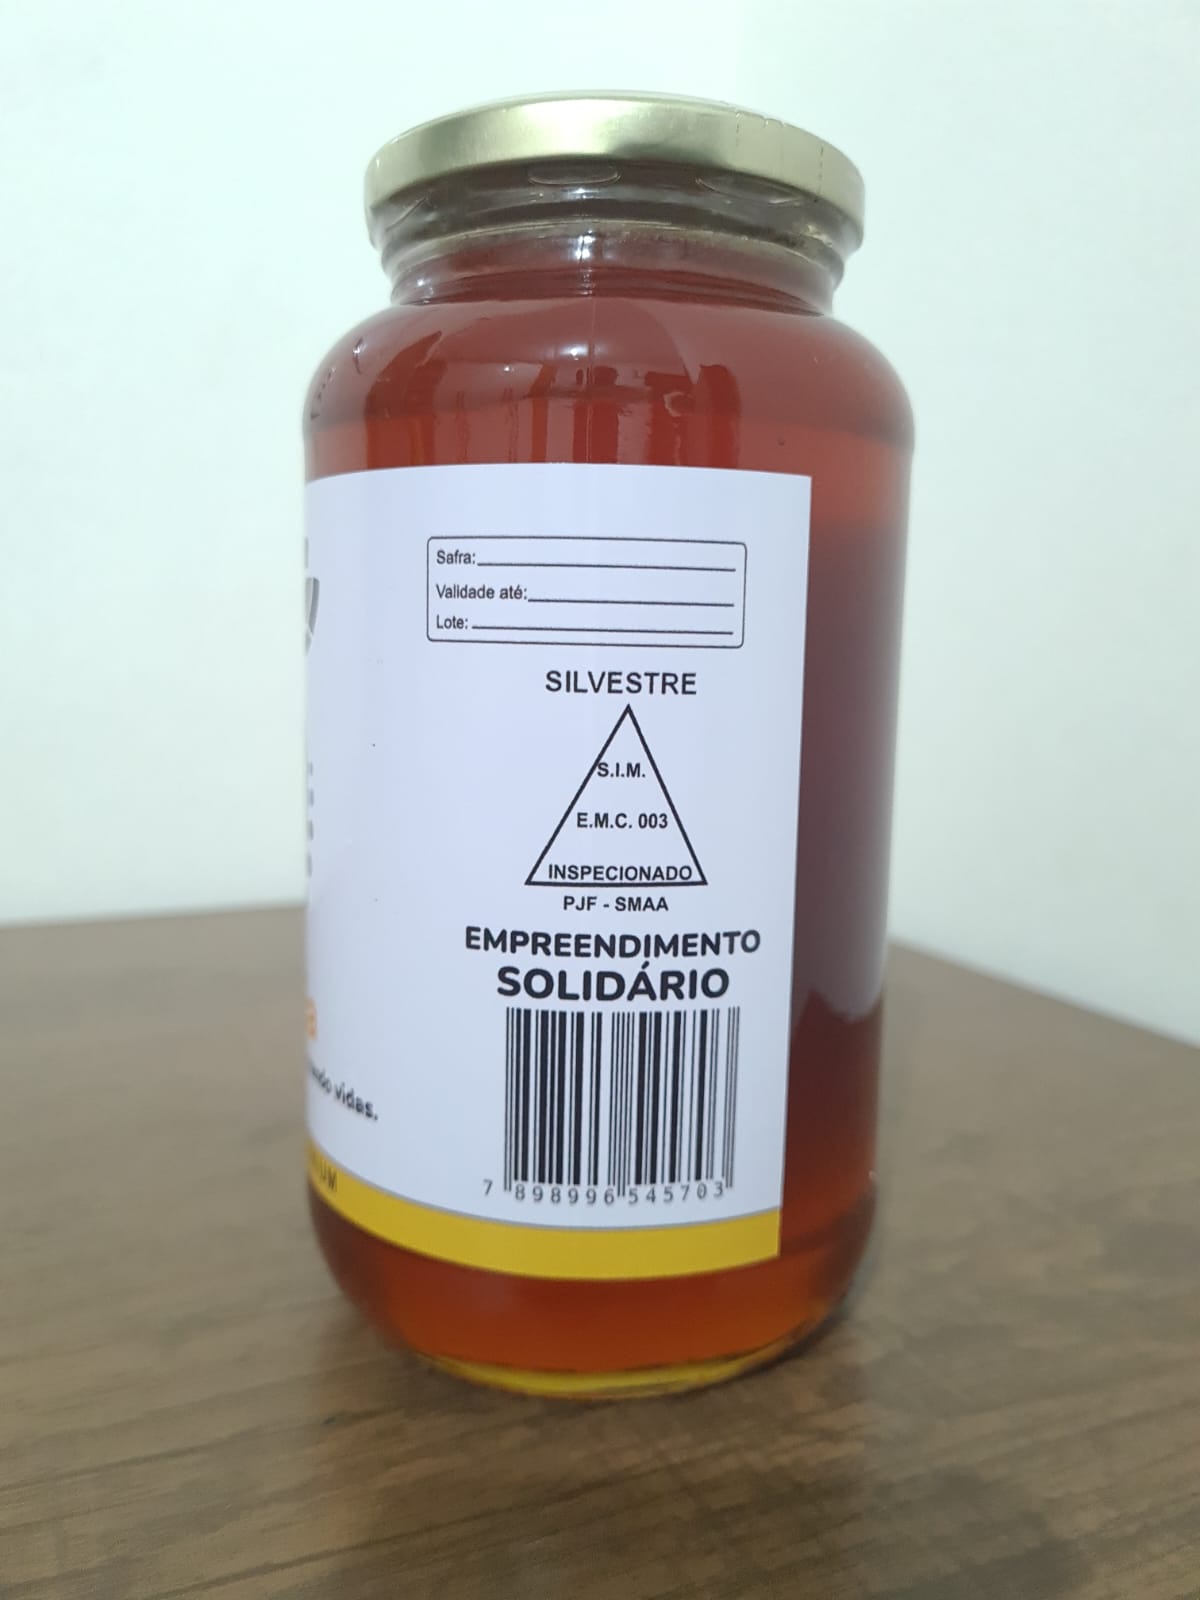 Safra:
Validade até:
Lote:
SILVESTRE
S.I.M.
E.M.C. 003
INSPECIONADO
PJF - SMAA
EMPREENDIMENTO
SOLIDÁRIO
vidas.
7 898996 545703